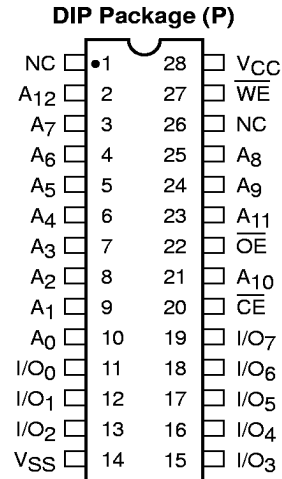 DIP Package (P)
NC 1 28 VCC
A12 2 27 WE
A7 3 26 NC
A6 4 25 A8
A5 5 24 A9
A4 6 23 A11
A3 7 22 OE
A2 8 21 A10
A1 9 20 CE
A0 10 19 I/O7
I/O0 11 18 I/O6
I/O1 12 17 I/O5
I/O2 13 16 I/O4
VSS 14 15 I/O3